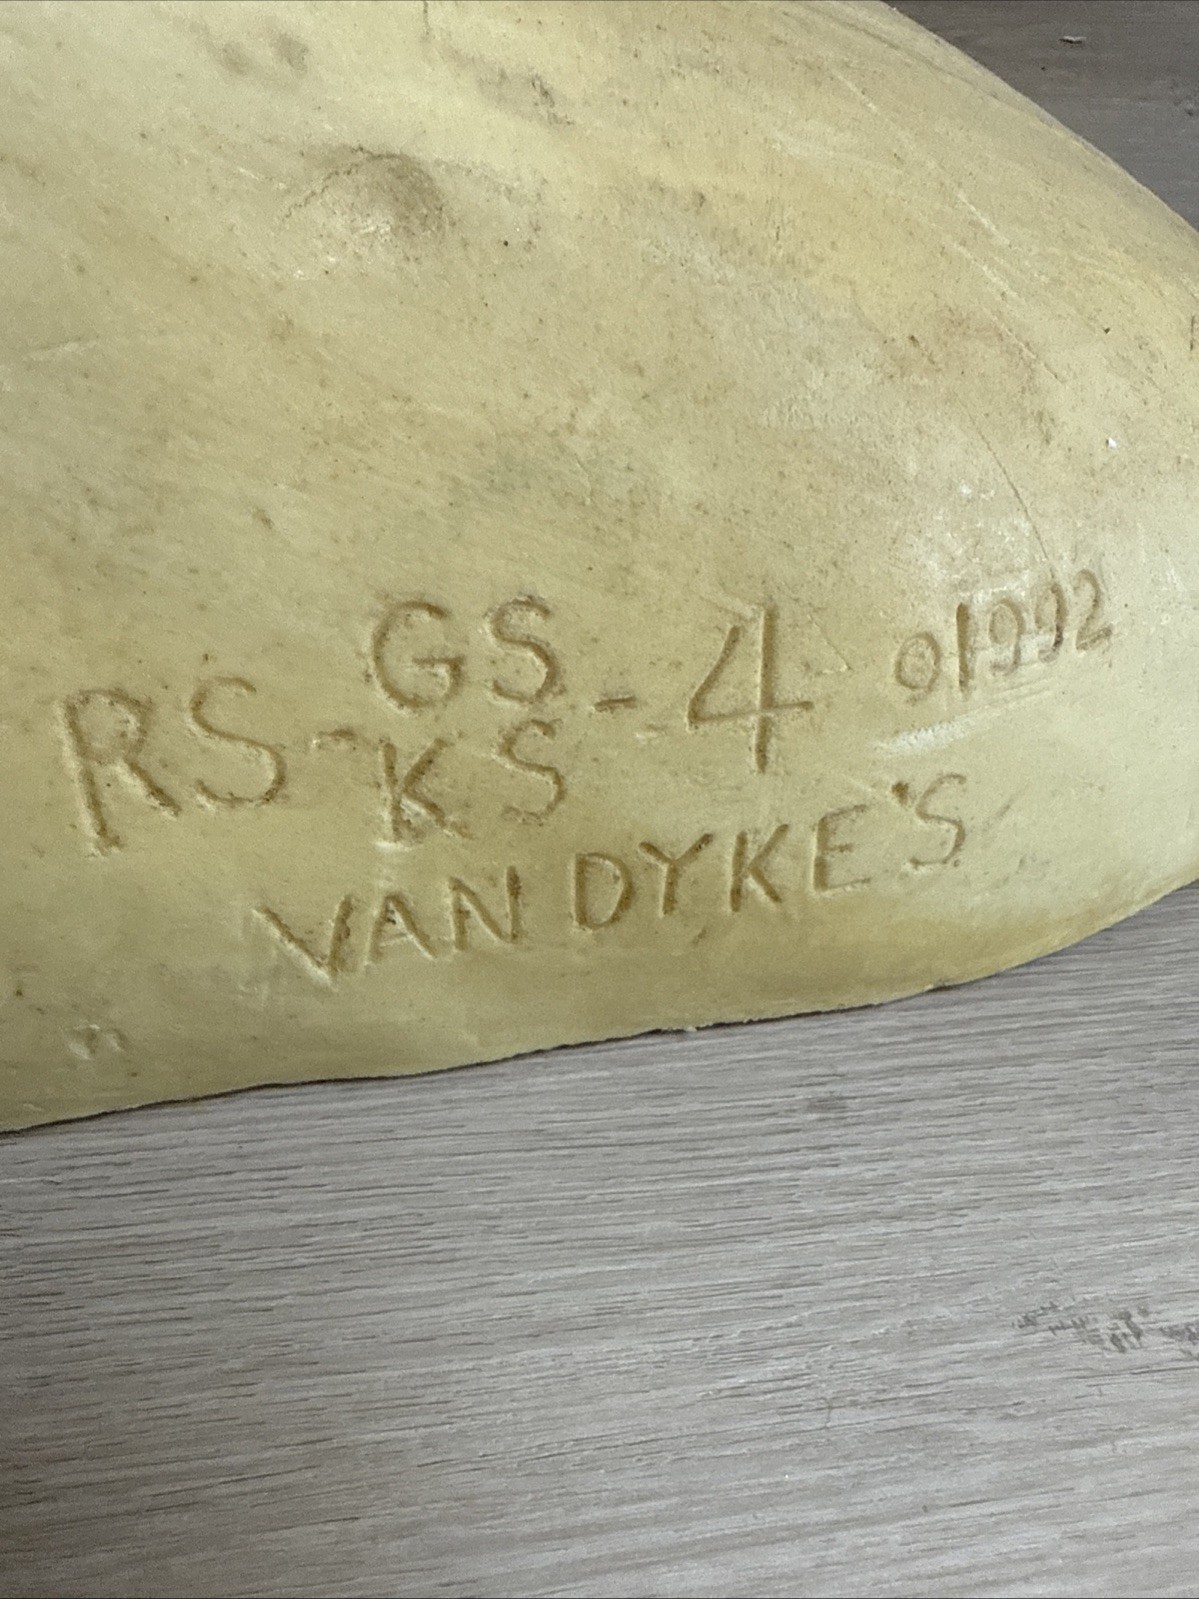 GS
RS- -4 ©1992
KS
VAN DYKE'S